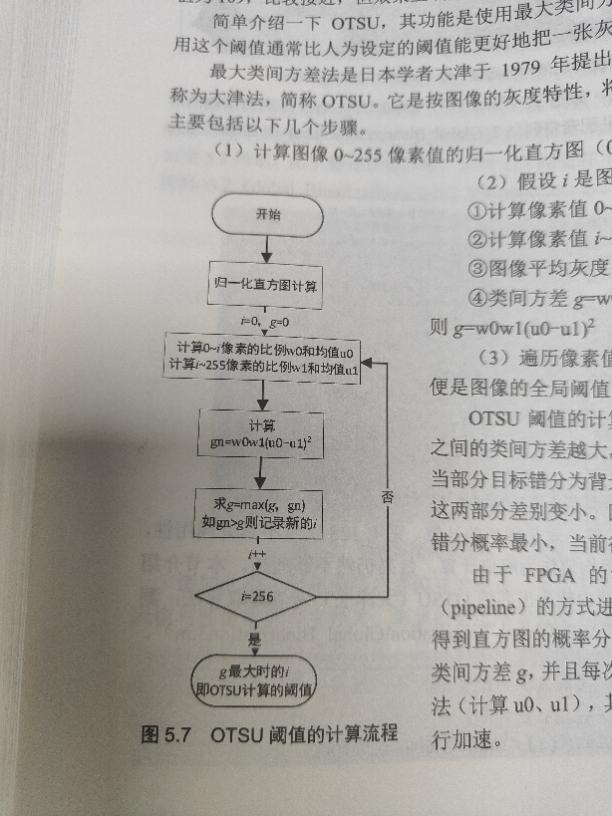 简单介绍一下 OTSU，其功能是使用最大类间方
用这个阈值通常比人为设定的阈值能更好地把一张灰
最大类间方差法是日本学者大津于 1979 年提出
称为大津法，简称 OTSU。它是按图像的灰度特性，将
主要包括以下几个步骤。
（1）计算图像 0~255 像素值的归一化直方图（
（2）假设 i 是图
①计算像素值 0~
②计算像素值 i~
③图像平均灰度
④类间方差 g=w
则 g=w0w1(u0-u1)²
（3）遍历像素值
便是图像的全局阈值
OTSU 阈值的计算
之间的类间方差越大，
当部分目标错分为背景
这两部分差别变小。
错分概率最小，当前
由于 FPGA 的
（pipeline）的方式进
得到直方图的概率分
类间方差 g，并且每次
法（计算 u0、u1），其
行加速。
开始
归一化直方图计算
i=0，g=0
计算0~i像素的比例w0和均值u0
计算i~255像素的比例w1和均值u1
计算
gn=w0w1(u0-u1)²
求g=max(g，gn)
如gn>g则记录新的i
i++
i=256
否
是
g最大时的i
即OTSU计算的阈值
图 5.7 OTSU 阈值的计算流程